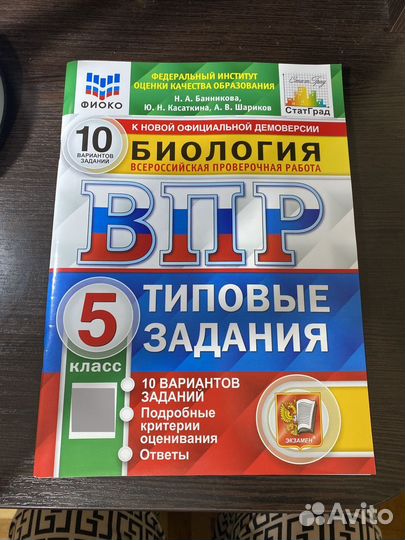 ФИОКО
ФЕДЕРАЛЬНЫЙ ИНСТИТУТ
ОЦЕНКИ КАЧЕСТВА ОБРАЗОВАНИЯ
Н. А. Банникова,
Ю. Н. Касаткина, А. В. Шариков
СтатГрад
10
ВАРИАНТОВ
ЗАДАНИЙ
К НОВОЙ ОФИЦИАЛЬНОЙ ДЕМОВЕРСИИ
БИОЛОГИЯ
ВСЕРОССИЙСКАЯ ПРОВЕРОЧНАЯ РАБОТА
ВПР
5
КЛАСС
ТИПОВЫЕ
ЗАДАНИЯ
10 ВАРИАНТОВ
ЗАДАНИЙ
Подробные
критерии
оценивания
Ответы
ЭКЗАМЕН®
Avito